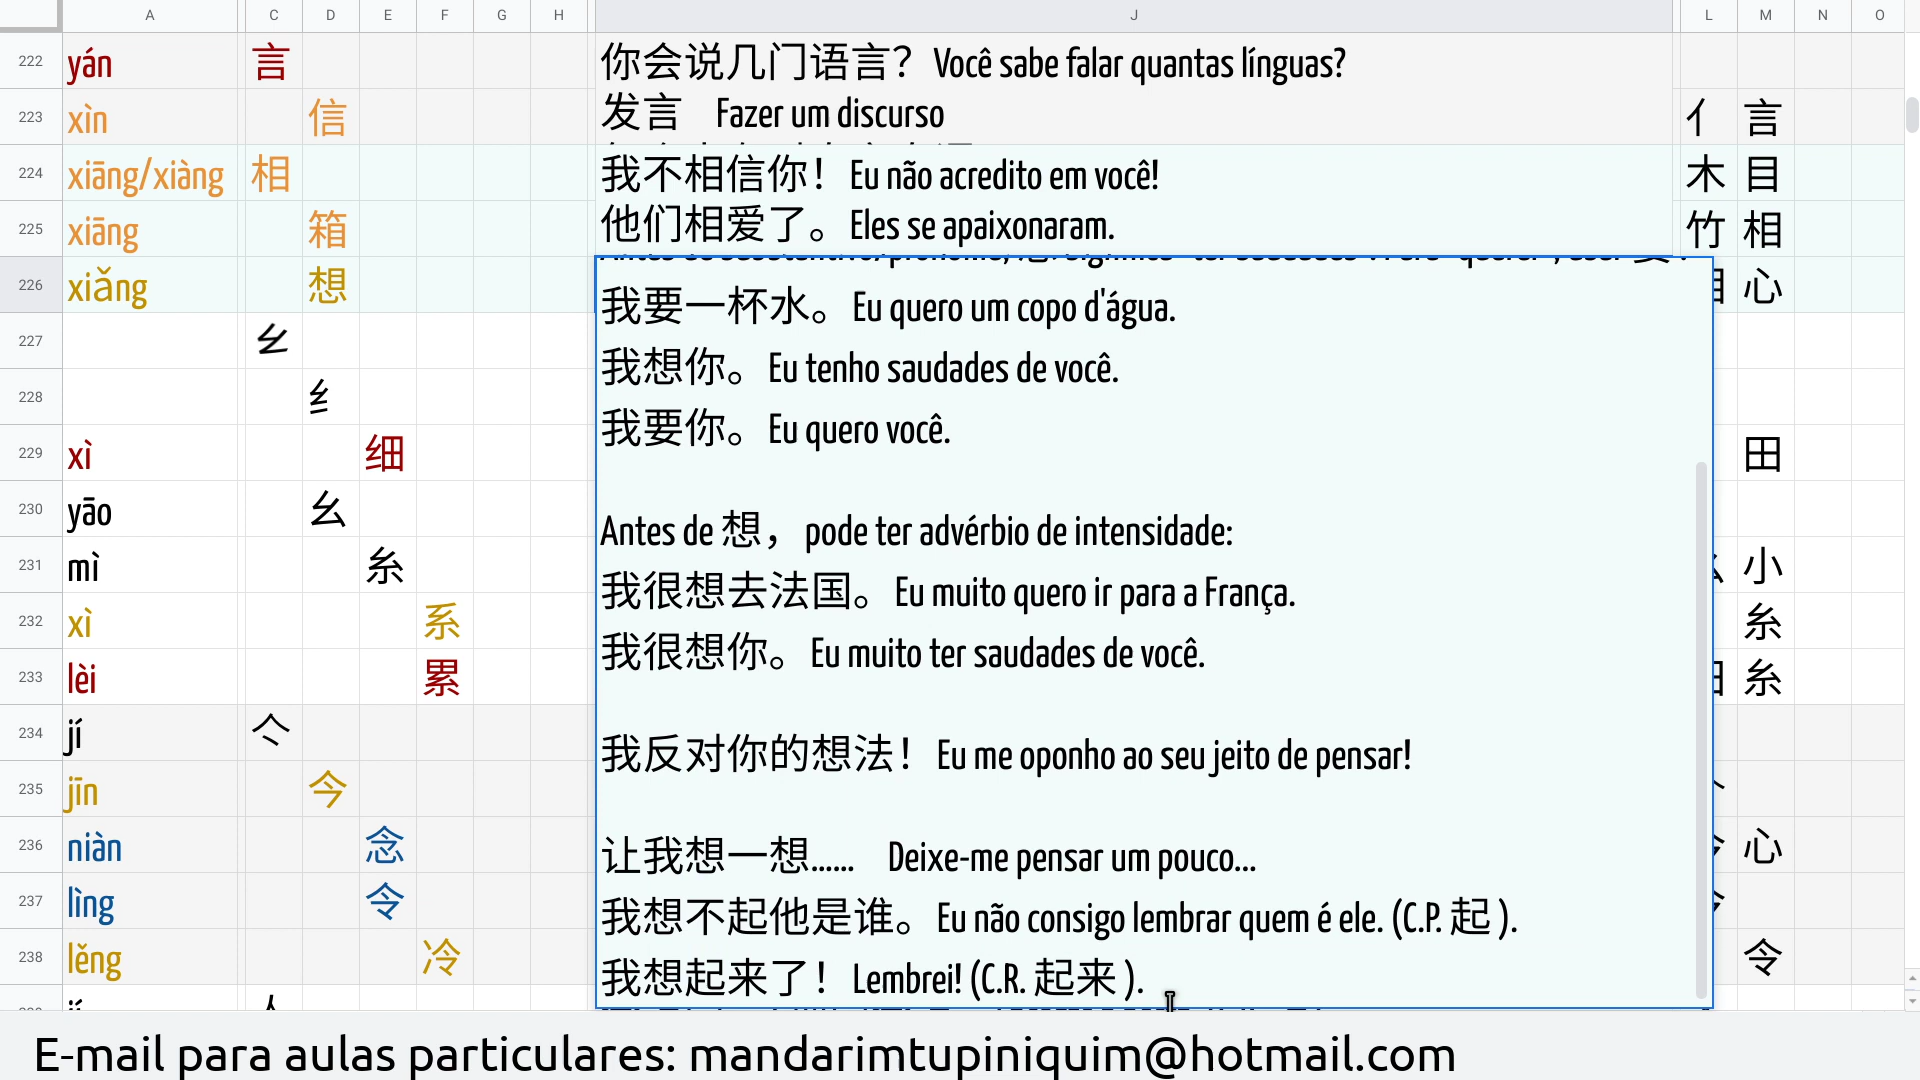 A C D E F G H J L M N O
222 yán 言 你会说几门语言？Você sabe falar quantas línguas?
发言 Fazer um discurso
223 xìn 信 亻 言
224 xiāng/xiàng 相 我不相信你！Eu não acredito em você! 木 目
225 xiāng 箱 他们相爱了。Eles se apaixonaram. 竹 相
226 xiǎng 想 心
我要一杯水。Eu quero um copo d'água.
227 𠃋
228 纟
我想你。Eu tenho saudades de você.
我要你。Eu quero você.
229 xì 细 田
230 yāo 幺
Antes de 想，pode ter advérbio de intensidade:
231 mì 糸 小
我很想去法国。Eu muito quero ir para a França.
232 xì 系 糸
我很想你。Eu muito ter saudades de você.
233 lèi 累 糸
234 jí 亼
我反对你的想法！Eu me oponho ao seu jeito de pensar!
235 jīn 今
236 niàn 念 心
让我想一想...... Deixe-me pensar um pouco...
237 lìng 令
我想不起他是谁。Eu não consigo lembrar quem é ele. (C.P. 起 ).
238 lěng 冷 令
我想起来了！Lembrei! (C.R. 起来 ).
E-mail para aulas particulares: mandarimtupiniquim@hotmail.com